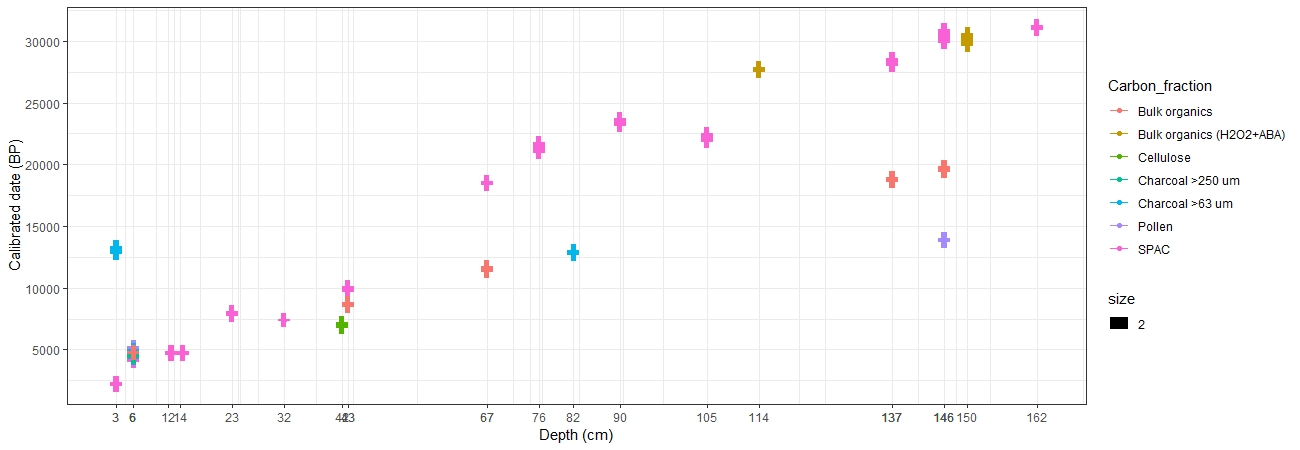 Calibrated date (BP)
30000
25000
20000
15000
10000
5000
3 6 12 14 23 32 42 43 67 76 82 90 105 114 137 146 150 162
Depth (cm)
Carbon_fraction
Bulk organics
Bulk organics (H2O2+ABA)
Cellulose
Charcoal >250 um
Charcoal >63 um
Pollen
SPAC
size
2